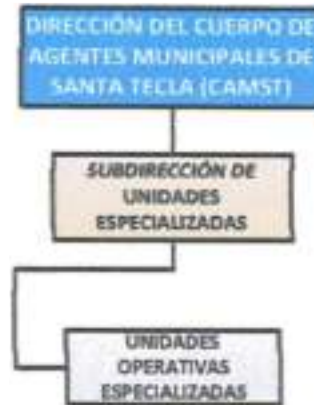 DIRECCIÓN DEL CUERPO DE
AGENTES MUNICIPALES DE
SANTA TECLA (CAMST)
SUBDIRECCIÓN DE
UNIDADES
ESPECIALIZADAS
UNIDADES
OPERATIVAS
ESPECIALIZADAS